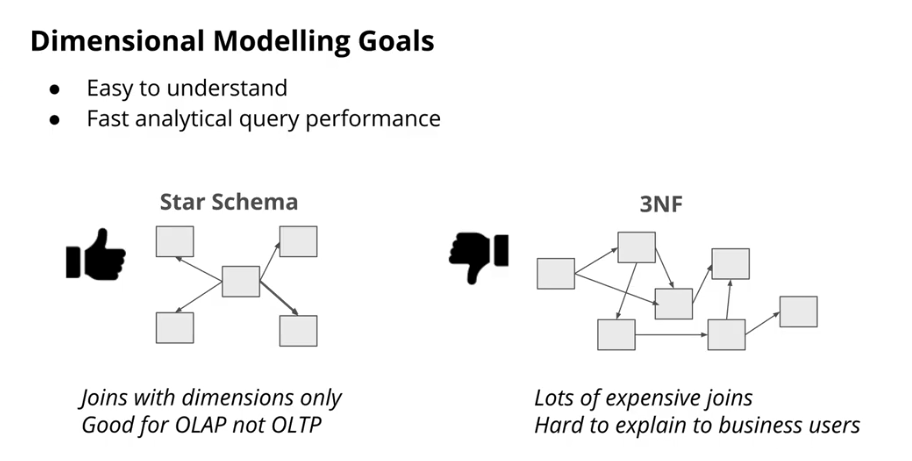 Dimensional Modelling Goals
● Easy to understand
● Fast analytical query performance
Star Schema
Joins with dimensions only
Good for OLAP not OLTP
3NF
Lots of expensive joins
Hard to explain to business users